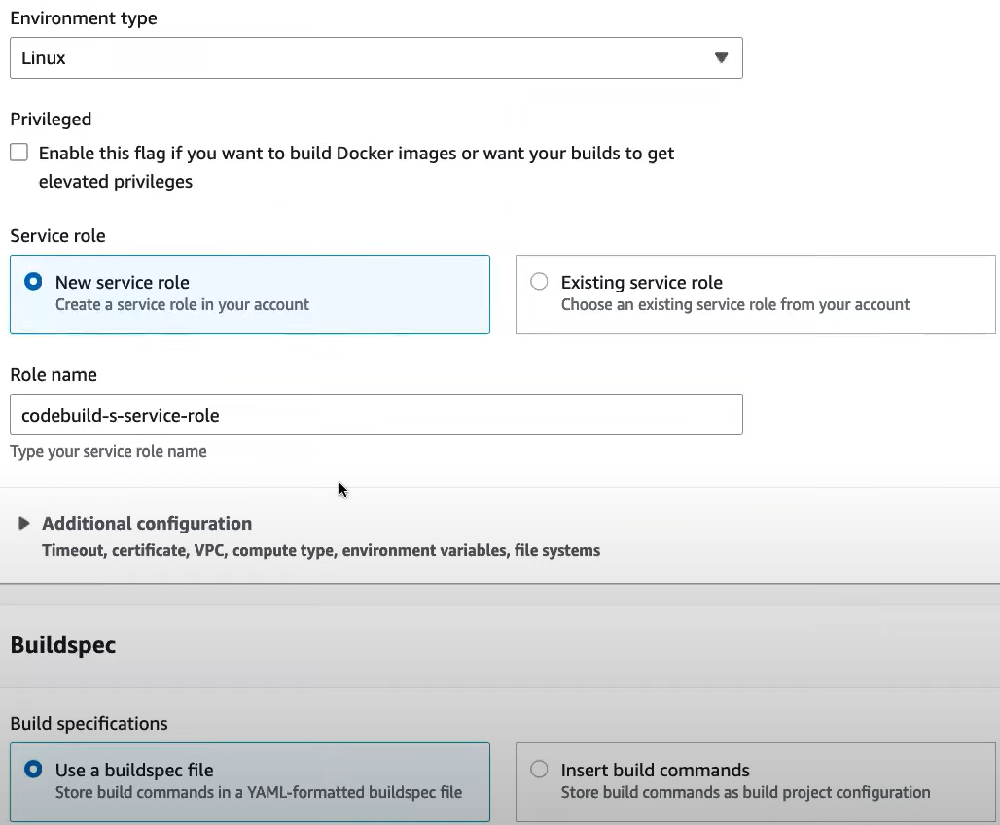 Environment type
Linux
Privileged
Enable this flag if you want to build Docker images or want your builds to get
elevated privileges
Service role
New service role
Create a service role in your account
Existing service role
Choose an existing service role from your account
Role name
codebuild-s-service-role
Type your service role name
Additional configuration
Timeout, certificate, VPC, compute type, environment variables, file systems
Buildspec
Build specifications
Use a buildspec file
Store build commands in a YAML-formatted buildspec file
Insert build commands
Store build commands as build project configuration